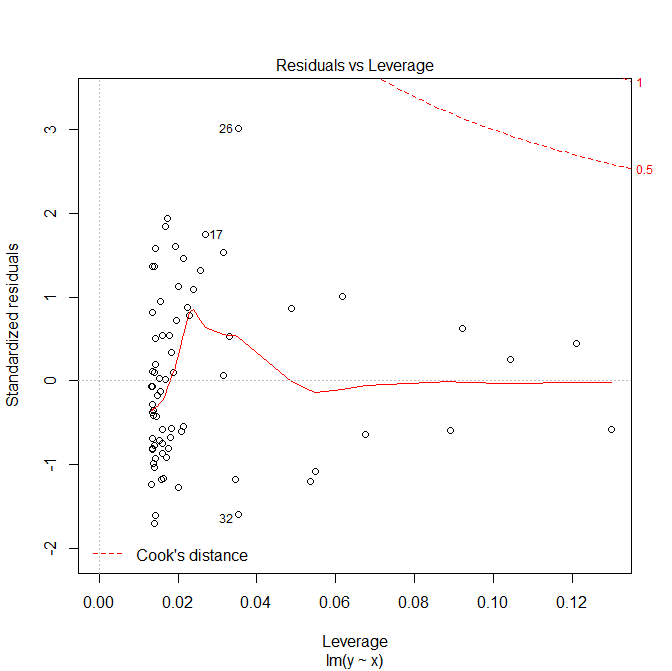 Residuals vs Leverage
1
3
26
0.5
2
17
1
0
-1
32
-2
Cook's distance
Standardized residuals
0.00 0.02 0.04 0.06 0.08 0.10 0.12
Leverage
lm(y ~ x)